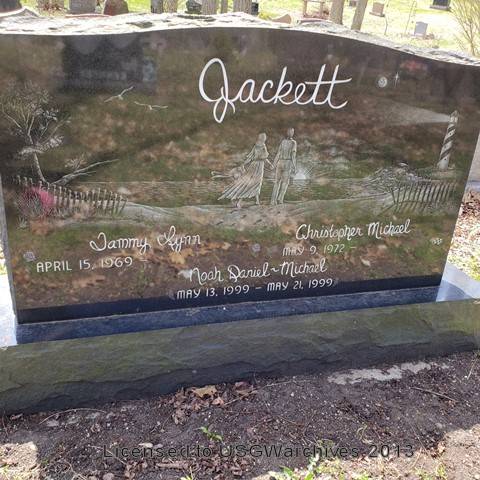 Jackett
Tammy Lynn
Christopher Michael
APRIL 15, 1969
MAY 9, 1972
Noah Daniel~Michael
MAY 13, 1999 – MAY 21, 1999
Licensed to USGWarchives 2013